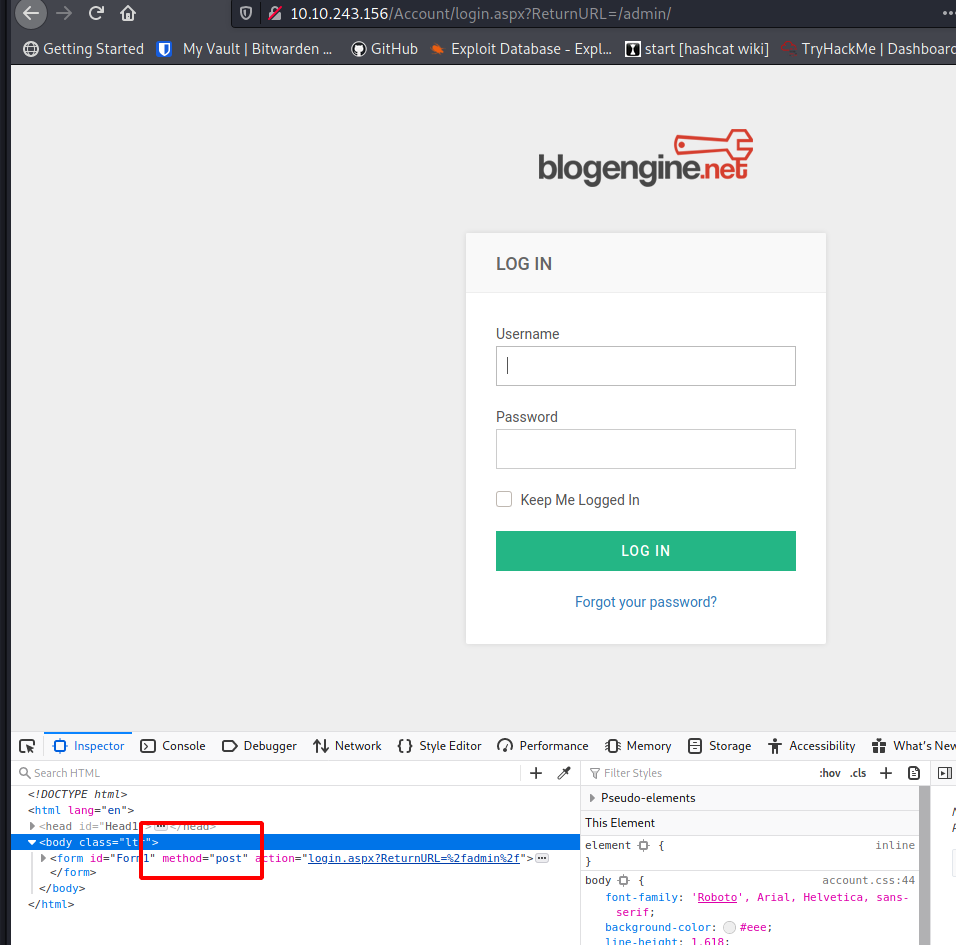 10.10.243.156/Account/login.aspx?ReturnURL=/admin/
Getting Started My Vault | Bitwarden ... GitHub Exploit Database - Expl... start [hashcat wiki] TryHackMe | Dashboard
blogengine.net
LOG IN
Username
Password
Keep Me Logged In
LOG IN
Forgot your password?
Inspector Console Debugger Network Style Editor Performance Memory Storage Accessibility What's New
Search HTML
Filter Styles :hov .cls
<!DOCTYPE html>
<html lang="en">
<head id="Head1"> </head>
<body class="ltr">
<form id="Form1" method="post" action="login.aspx?ReturnURL=%2fadmin%2f">
</form>
</body>
</html>
Pseudo-elements
This Element
element { inline
}
body { account.css:44
font-family: 'Roboto', Arial, Helvetica, sans-
serif;
background-color: #eee;
line-height: 1.618;